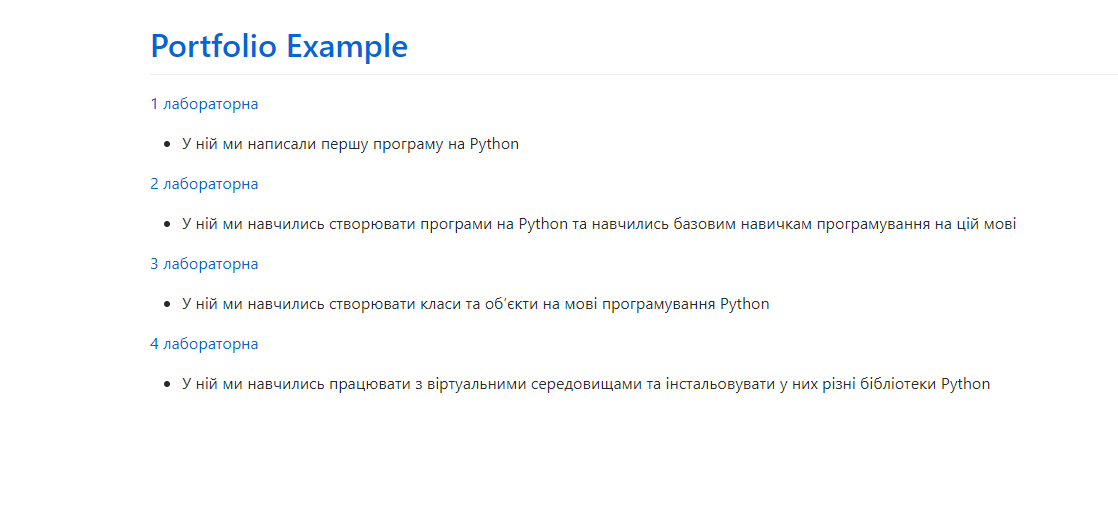 Portfolio Example
1 лабораторна
• У ній ми написали першу програму на Python
2 лабораторна
• У ній ми навчились створювати програми на Python та навчились базовим навичкам програмування на цій мові
3 лабораторна
• У ній ми навчились створювати класи та об'єкти на мові програмування Python
4 лабораторна
• У ній ми навчились працювати з віртуальними середовищами та інстальовувати у них різні бібліотеки Python